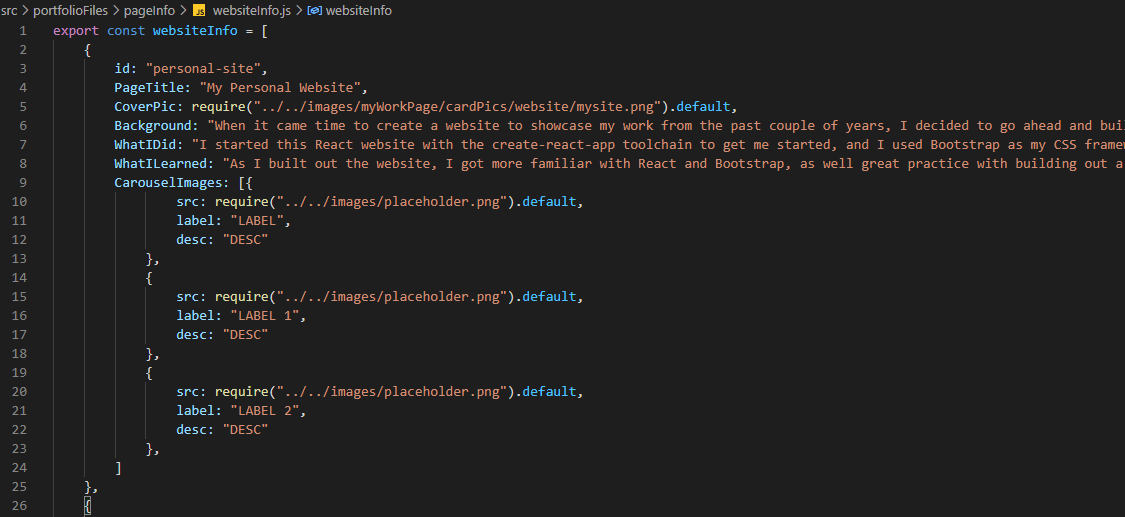 src > portfolioFiles > pageInfo > JS websiteInfo.js > websiteInfo
1 export const websiteInfo = [
2 {
3 id: "personal-site",
4 PageTitle: "My Personal Website",
5 CoverPic: require("../../images/myWorkPage/cardPics/website/mysite.png").default,
6 Background: "When it came time to create a website to showcase my work from the past couple of years, I decided to go ahead and bui
7 WhatIDid: "I started this React website with the create-react-app toolchain to get me started, and I used Bootstrap as my CSS frame
8 WhatILearned: "As I built out the website, I got more familiar with React and Bootstrap, as well great practice with building out a
9 CarouselImages: [{
10 src: require("../../images/placeholder.png").default,
11 label: "LABEL",
12 desc: "DESC"
13 },
14 {
15 src: require("../../images/placeholder.png").default,
16 label: "LABEL 1",
17 desc: "DESC"
18 },
19 {
20 src: require("../../images/placeholder.png").default,
21 label: "LABEL 2",
22 desc: "DESC"
23 },
24 ]
25 },
26 {